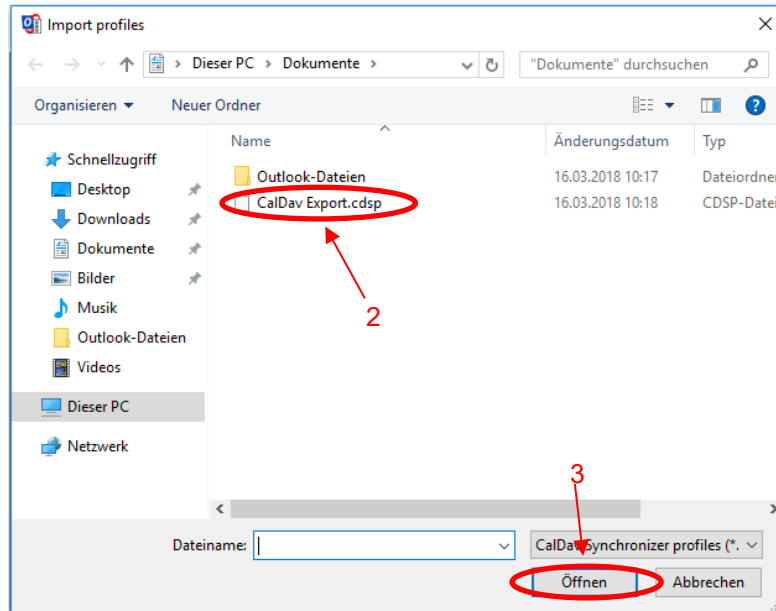 Import profiles
Dieser PC > Dokumente >
"Dokumente" durchsuchen
Organisieren
Neuer Ordner
?
Name
Änderungsdatum
Typ
Schnellzugriff
Desktop
Downloads
Dokumente
Bilder
Musik
Outlook-Dateien
Videos
Dieser PC
Netzwerk
Outlook-Dateien 16.03.2018 10:17 Dateiordne
CalDav Export.cdsp 16.03.2018 10:18 CDSP-Datei
2
3
Dateiname:
CalDav Synchronizer profiles (*.
Öffnen
Abbrechen